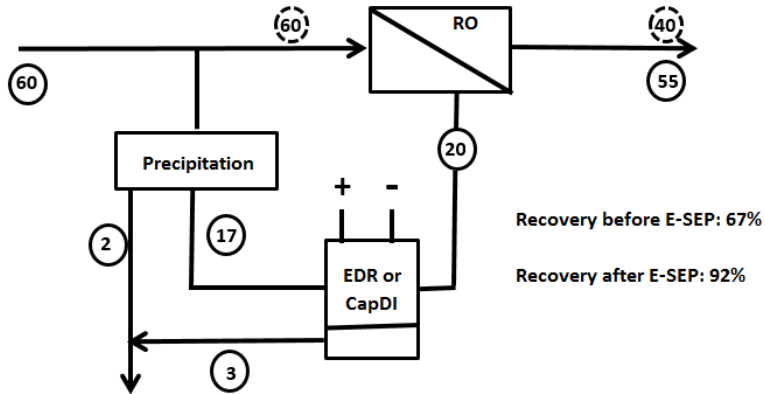 60
RO
40
60
55
Precipitation
20
+ -
2
17
Recovery before E-SEP: 67%
EDR or
CapDI
Recovery after E-SEP: 92%
3